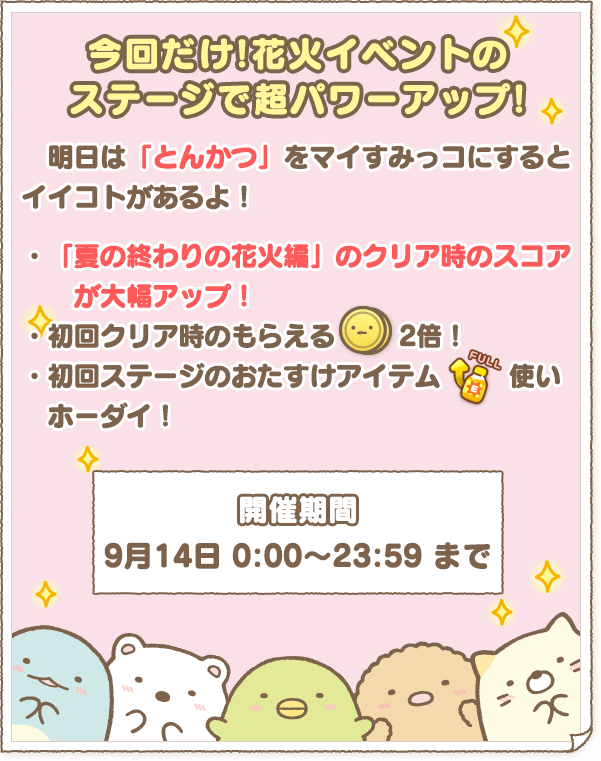 今回だけ!花火イベントの
ステージで超パワーアップ!
明日は「とんかつ」をマイすみっコにすると
イイコトがあるよ！
・「夏の終わりの花火編」のクリア時のスコア
が大幅アップ！
・初回クリア時のもらえる 2倍！
FULL
・初回ステージのおたすけアイテム E 使い
ホーダイ！
開催期間
9月14日 0:00〜23:59 まで